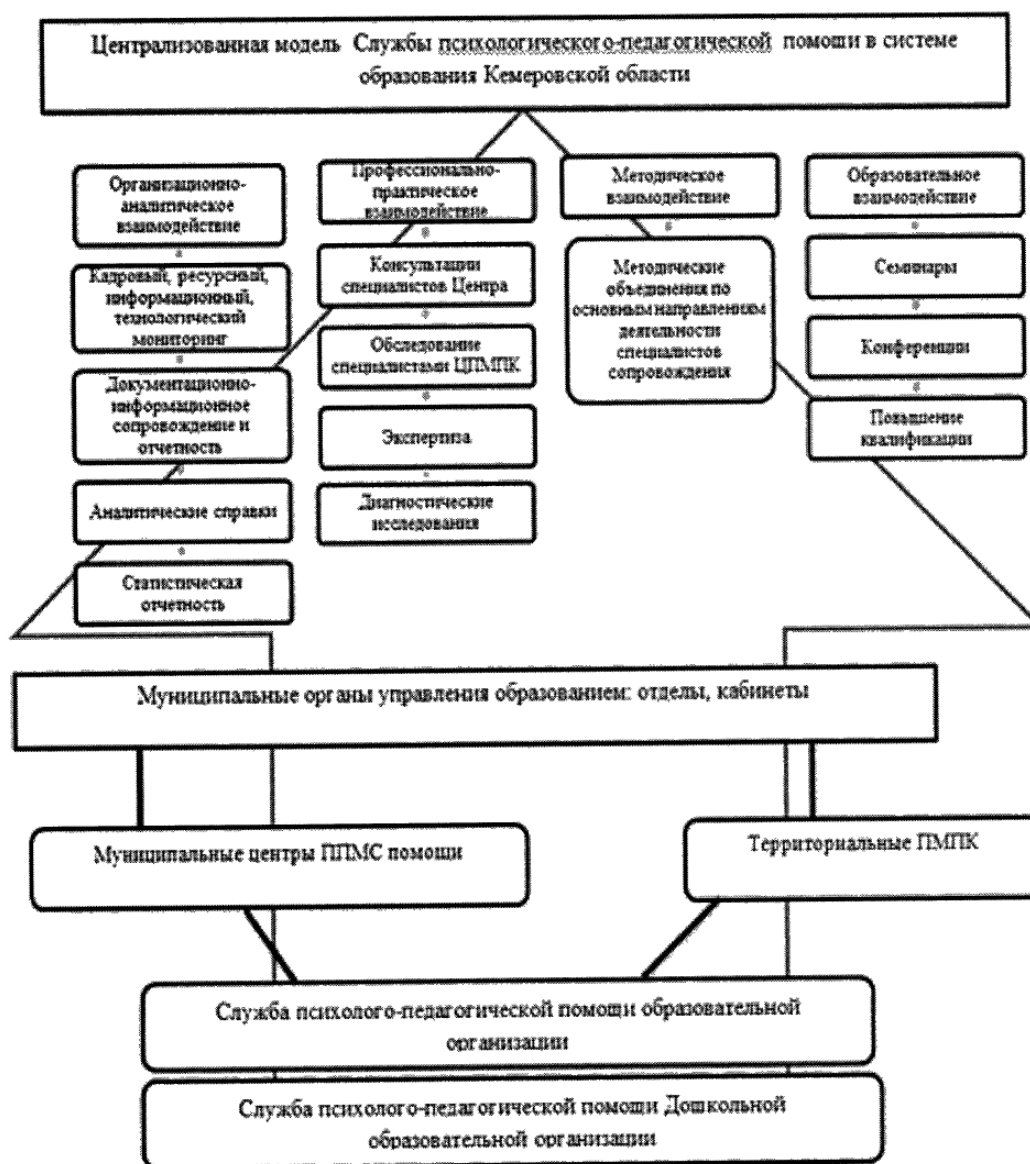 Централизованная модель Службы психологического-педагогической помощи в системе
образования Кемеровской области
Организационно-
аналитическое
взаимодействие
Кадровый, ресурсный,
информационный,
технологический
мониторинг
Документационно-
информационное
сопровождение и
отчетность
Аналитические справки
Статистическая
отчетность
Профессионально-
практическое
взаимодействие
Консультации
специалистов Центра
Обследование
специалистами ЦПМПК
Экспертиза
Диагностические
исследования
Методическое
взаимодействие
Методические
объединения по
основным направлениям
деятельности
специалистов
сопровождения
Образовательное
взаимодействие
Семинары
Конференции
Повышение
квалификации
Муниципальные органы управления образованием: отделы, кабинеты
Муниципальные центры ППМС помощи
Территориальные ПМПК
Служба психолого-педагогической помощи образовательной
организации
Служба психолого-педагогической помощи Дошкольной
образовательной организации